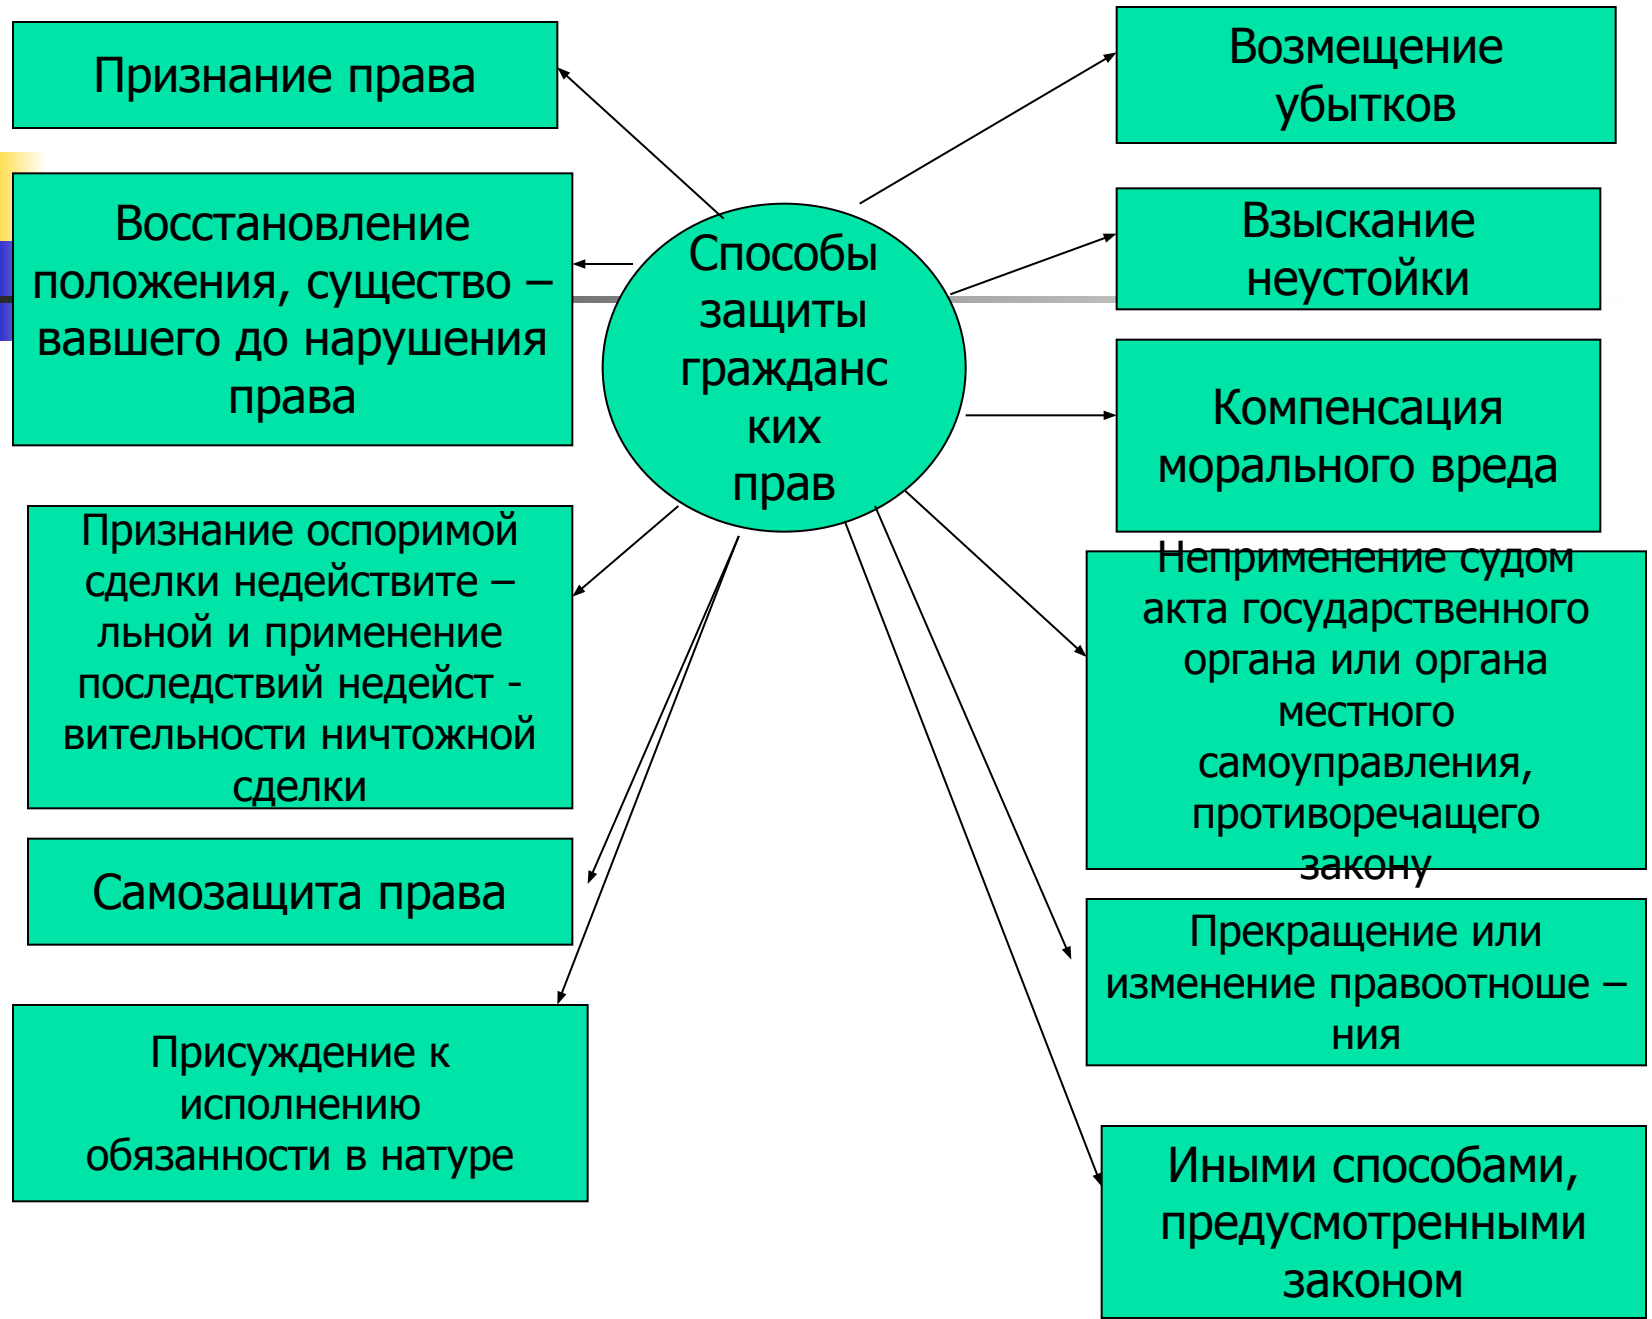 Признание права
Восстановление
положения, существо –
вавшего до нарушения
права
Признание оспоримой
сделки недействите –
льной и применение
последствий недейст -
вительности ничтожной
сделки
Самозащита права
Присуждение к
исполнению
обязанности в натуре
Способы
защиты
гражданс
ких
прав
Возмещение
убытков
Взыскание
неустойки
Компенсация
морального вреда
Неприменение судом
акта государственного
органа или органа
местного
самоуправления,
противоречащего
закону
Прекращение или
изменение правоотноше –
ния
Иными способами,
предусмотренными
законом